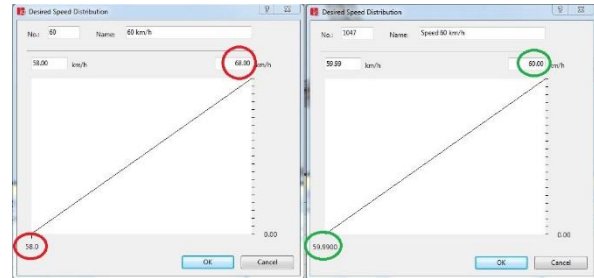 Desired Speed Distribution
No.: 60 Name: 60 km/h
58.00 km/h 68.00 km/h
0.00
58.0
OK Cancel
Desired Speed Distribution
No.: 1047 Name: Speed 60 km/h
59.99 km/h 60.00 km/h
0.00
59.9900
OK Cancel